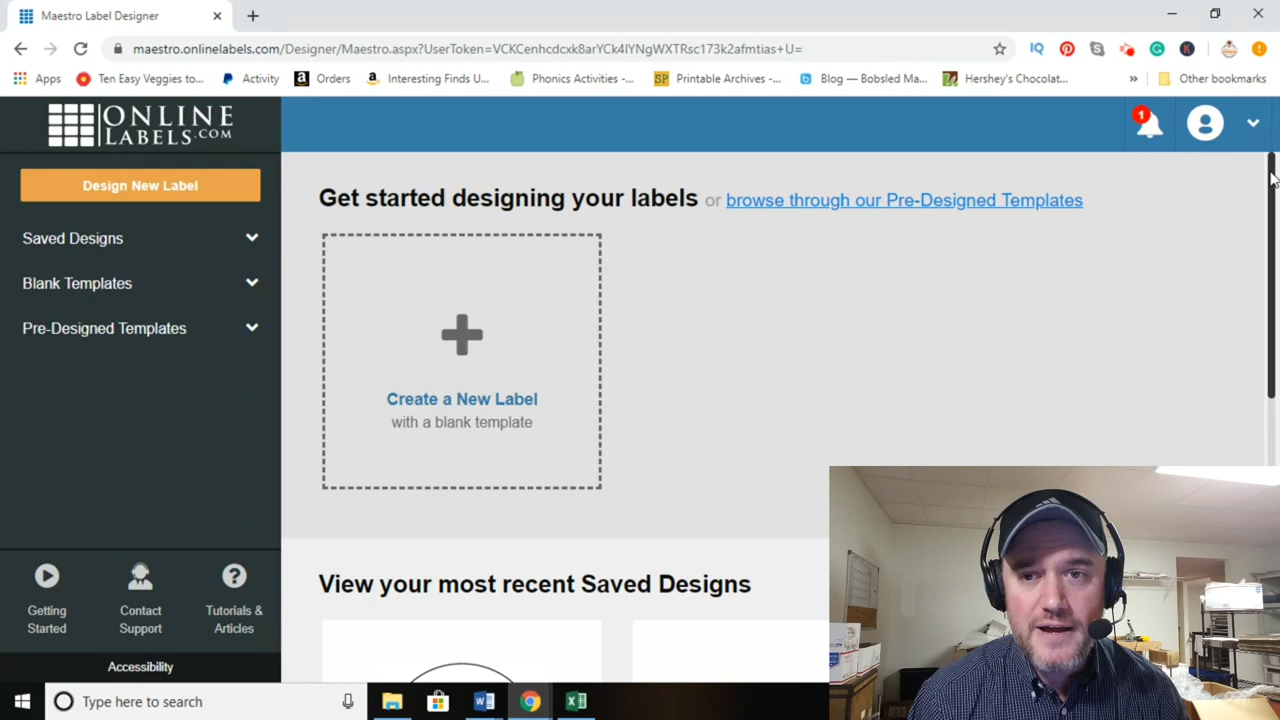 Maestro Label Designer
maestro.onlinelabels.com/Designer/Maestro.aspx?UserToken=VCKCenhcdcxk8arYCk4lYNgWXTRsc173k2afmtias+U=
Apps
Ten Easy Veggies to...
Activity
Orders
Interesting Finds U...
Phonics Activities -...
SP
Printable Archives -...
Blog — Bobsled Ma...
Hershey's Chocolat...
»
Other bookmarks
ONLINE
LABELS.COM
1
Design New Label
Saved Designs
Blank Templates
Pre-Designed Templates
Get started designing your labels or browse through our Pre-Designed Templates
Create a New Label
with a blank template
View your most recent Saved Designs
Getting
Started
Contact
Support
Tutorials &
Articles
Accessibility
Type here to search